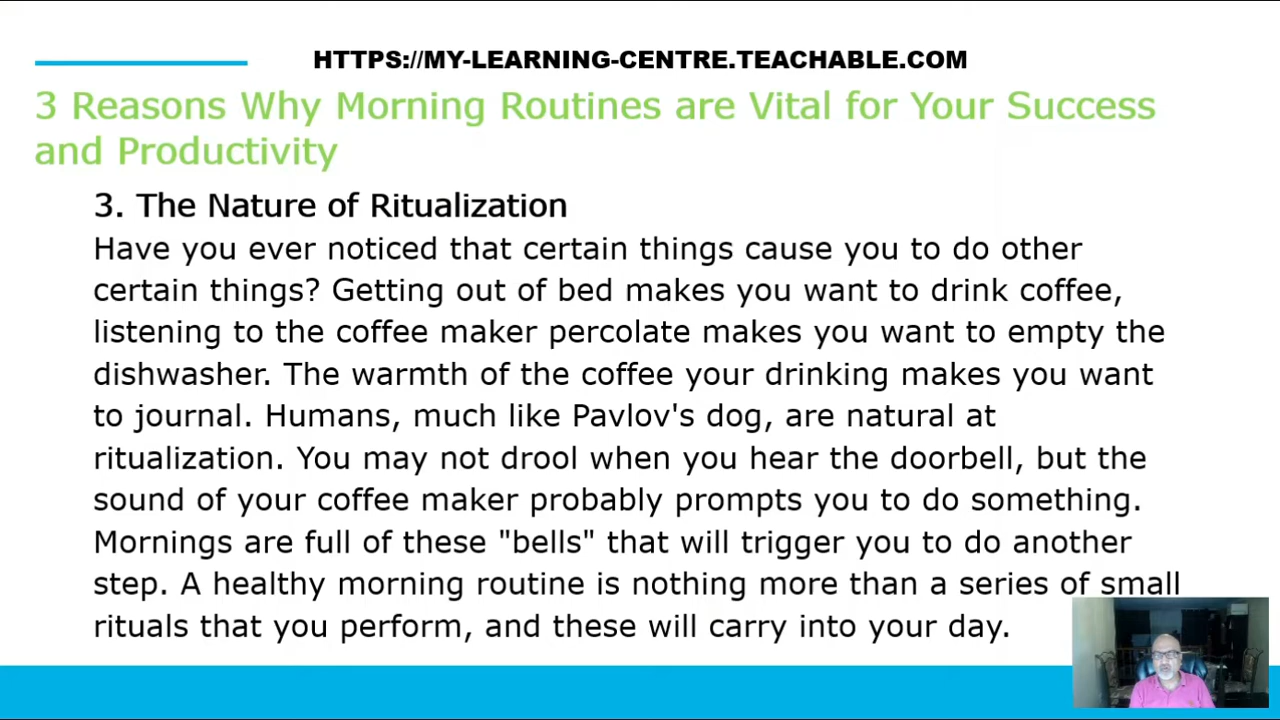 HTTPS://MY-LEARNING-CENTRE.TEACHABLE.COM
3 Reasons Why Morning Routines are Vital for Your Success
and Productivity
3. The Nature of Ritualization
Have you ever noticed that certain things cause you to do other
certain things? Getting out of bed makes you want to drink coffee,
listening to the coffee maker percolate makes you want to empty the
dishwasher. The warmth of the coffee your drinking makes you want
to journal. Humans, much like Pavlov's dog, are natural at
ritualization. You may not drool when you hear the doorbell, but the
sound of your coffee maker probably prompts you to do something.
Mornings are full of these "bells" that will trigger you to do another
step. A healthy morning routine is nothing more than a series of small
rituals that you perform, and these will carry into your day.